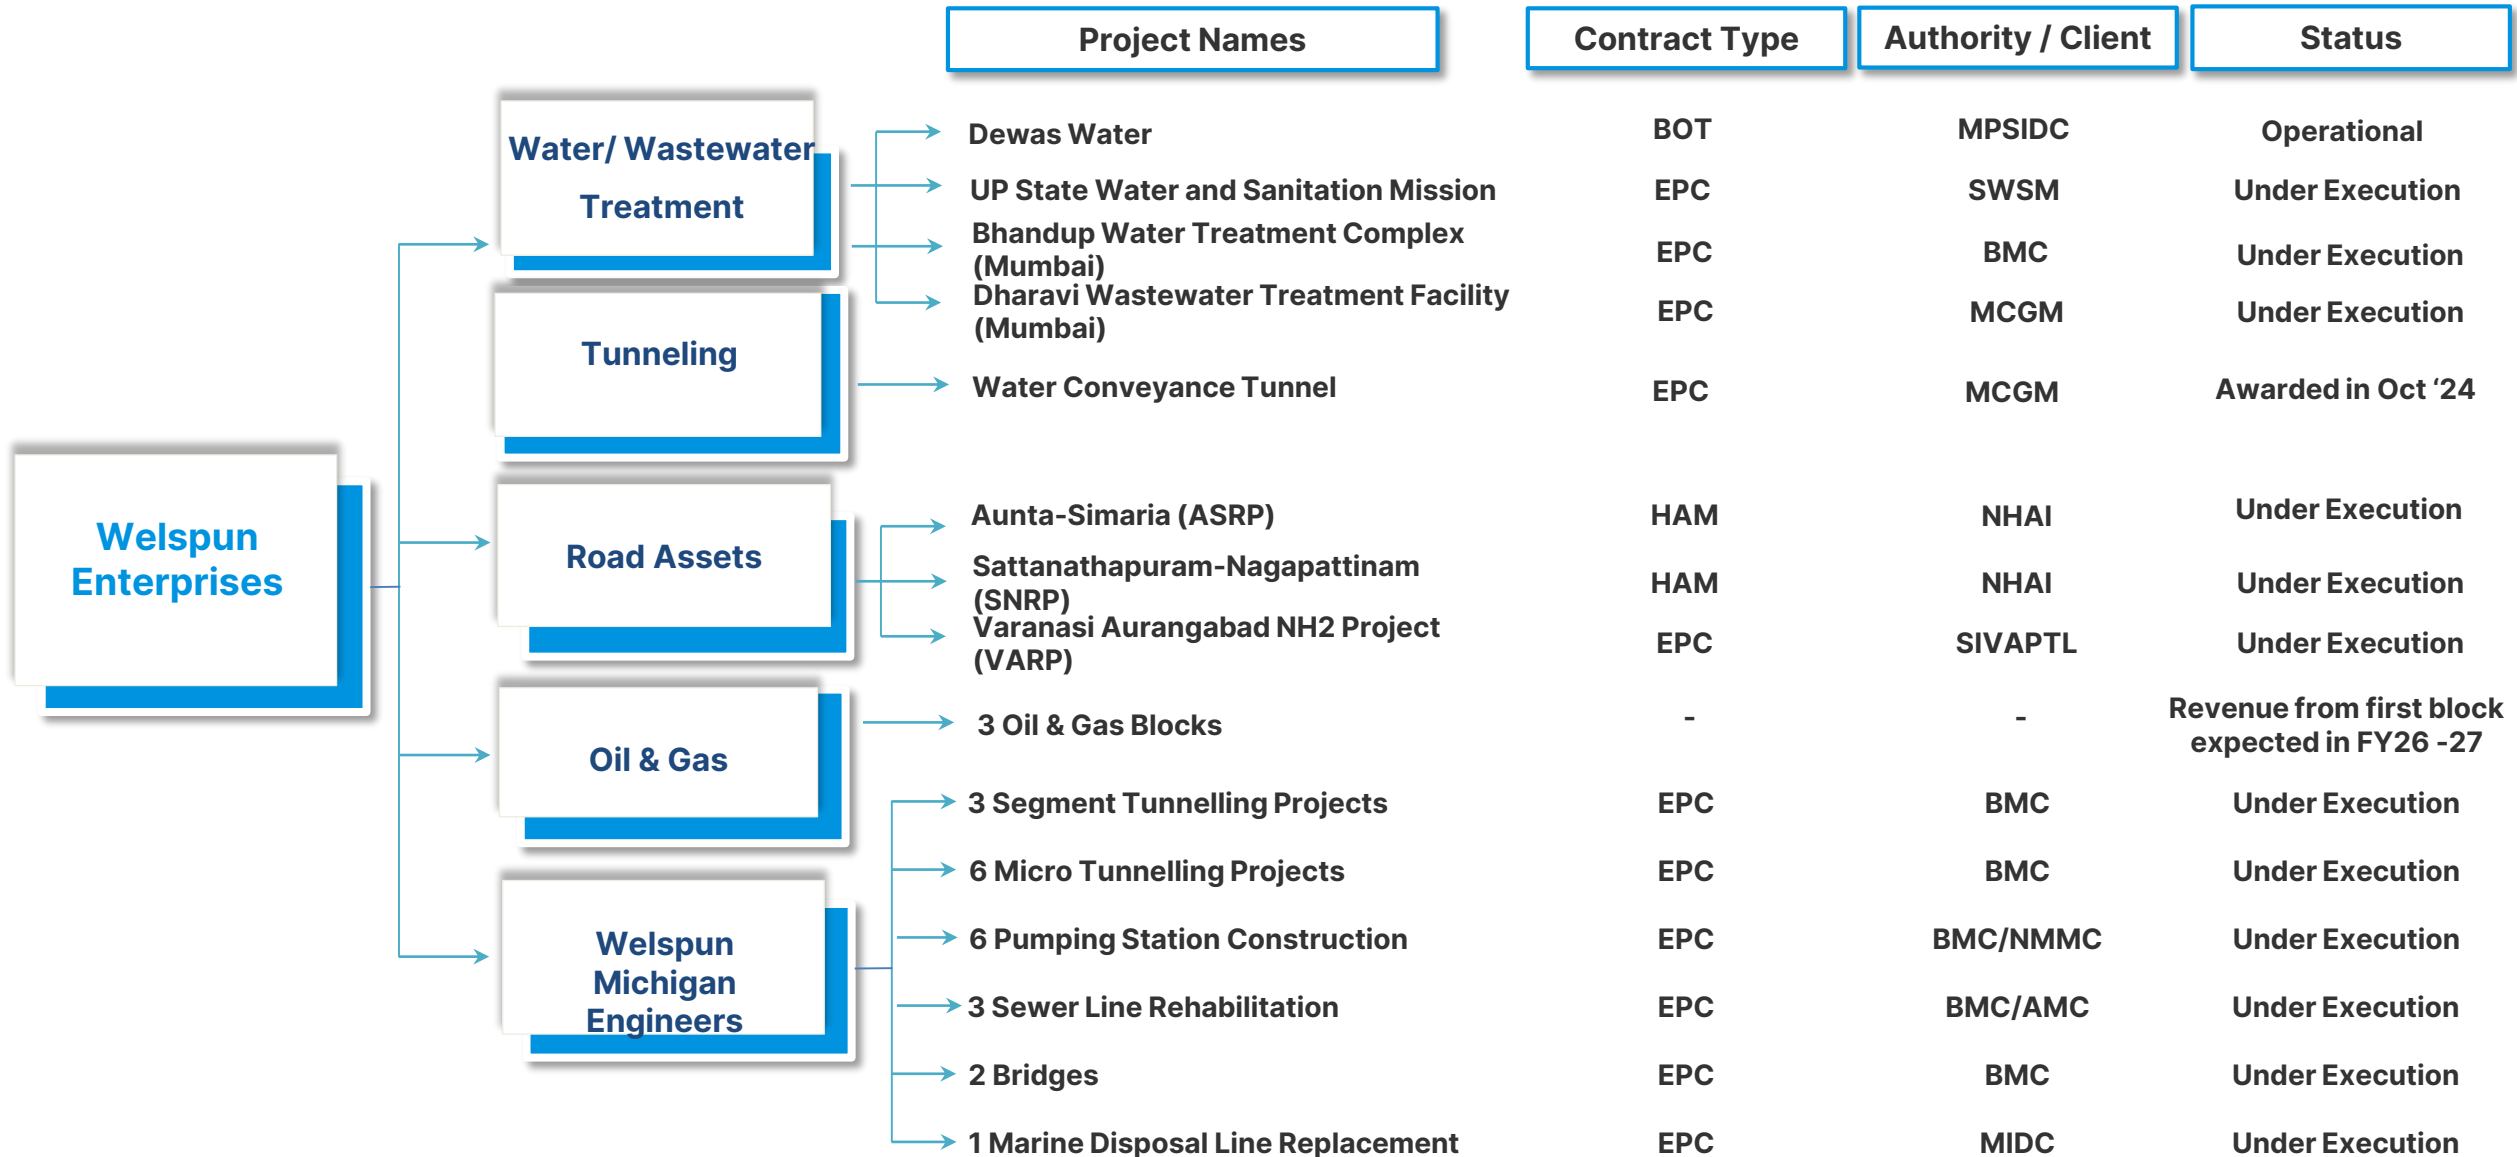 Project Names
Contract Type
Authority / Client
Status
Welspun
Enterprises
Water/ Wastewater
Treatment
Dewas Water
BOT
MPSIDC
Operational
UP State Water and Sanitation Mission
EPC
SWSM
Under Execution
Bhandup Water Treatment Complex
(Mumbai)
EPC
BMC
Under Execution
Dharavi Wastewater Treatment Facility
(Mumbai)
EPC
MCGM
Under Execution
Tunneling
Water Conveyance Tunnel
EPC
MCGM
Awarded in Oct ‘24
Road Assets
Aunta-Simaria (ASRP)
HAM
NHAI
Under Execution
Sattanathapuram-Nagapattinam
(SNRP)
HAM
NHAI
Under Execution
Varanasi Aurangabad NH2 Project
(VARP)
EPC
SIVAPTL
Under Execution
Oil & Gas
3 Oil & Gas Blocks
-
-
Revenue from first block
expected in FY26 -27
Welspun
Michigan
Engineers
3 Segment Tunnelling Projects
EPC
BMC
Under Execution
6 Micro Tunnelling Projects
EPC
BMC
Under Execution
6 Pumping Station Construction
EPC
BMC/NMMC
Under Execution
3 Sewer Line Rehabilitation
EPC
BMC/AMC
Under Execution
2 Bridges
EPC
BMC
Under Execution
1 Marine Disposal Line Replacement
EPC
MIDC
Under Execution